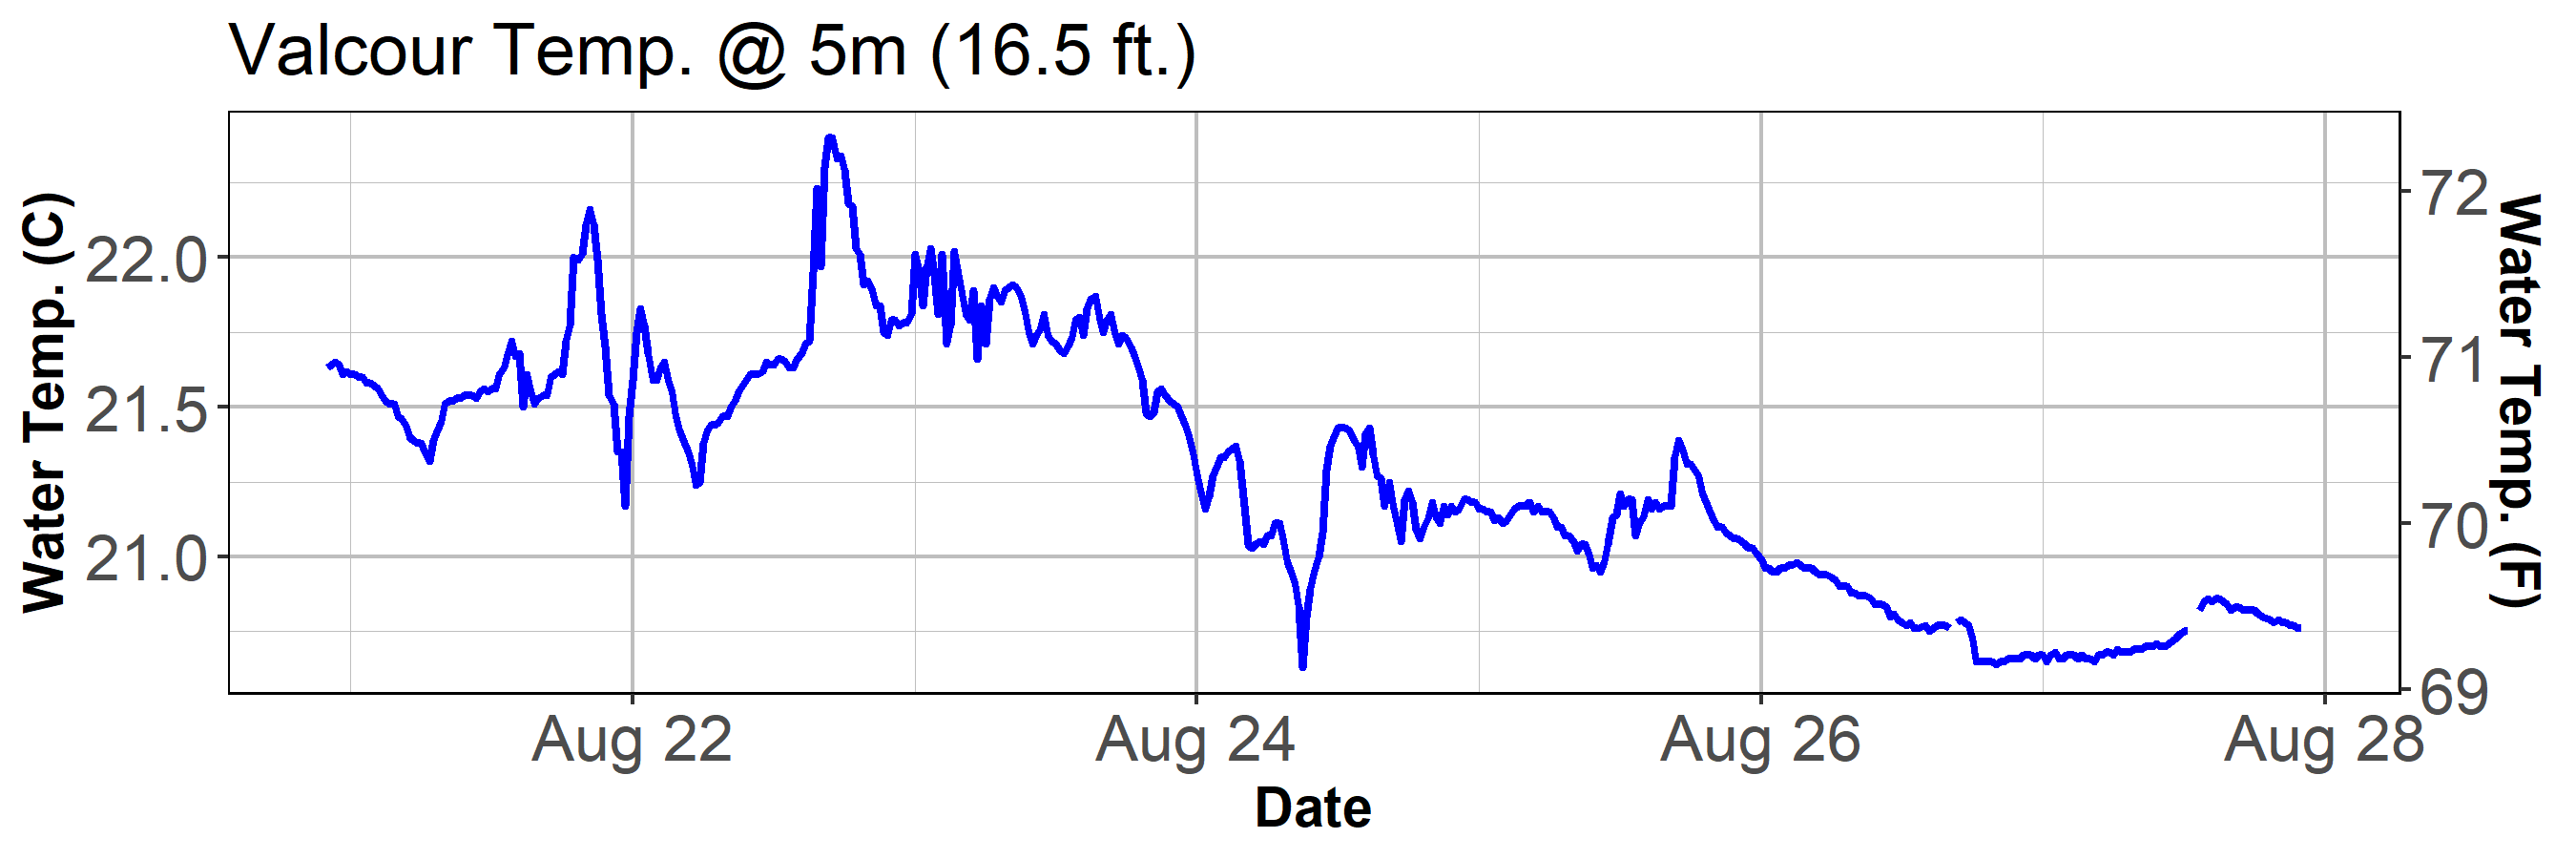 Valcour Temp. @ 5m (16.5 ft.)
Water Temp. (C)
22.0
21.5
21.0
72
71
70
69
Water Temp. (F)
Aug 22
Aug 24
Aug 26
Aug 28
Date